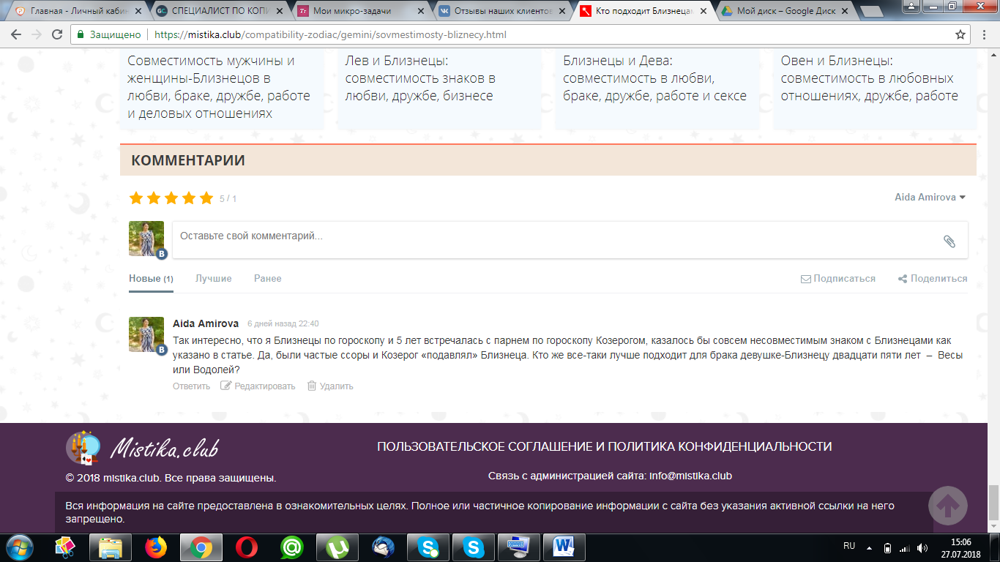 Главная - Личный кабин
СПЕЦИАЛИСТ ПО КОПИ
Мои микро-задачи
Отзывы наших клиентов
Кто подходит Близнецам
Мой диск – Google Диск
Защищено
https://mistika.club/compatibility-zodiac/gemini/sovmestimosty-bliznecy.html
Совместимость мужчины и
женщины-Близнецов в
любви, браке, дружбе, работе
и деловых отношениях
Лев и Близнецы:
совместимость знаков в
любви, дружбе, бизнесе
Близнецы и Дева:
совместимость в любви,
браке, дружбе, работе и сексе
Овен и Близнецы:
совместимость в любовных
отношениях, дружбе, работе
КОММЕНТАРИИ
5 / 1
Aida Amirova
Оставьте свой комментарий...
Новые (1)
Лучшие
Ранее
Подписаться
Поделиться
Aida Amirova 6 дней назад 22:40
Так интересно, что я Близнецы по гороскопу и 5 лет встречалась с парнем по гороскопу Козерогом, казалось бы совсем несовместимым знаком с Близнецами как
указано в статье. Да, были частые ссоры и Козерог «подавлял» Близнеца. Кто же все-таки лучше подходит для брака девушке-Близнецу двадцати пяти лет – Весы
или Водолей?
Ответить Редактировать Удалить
Mistika.club
ПОЛЬЗОВАТЕЛЬСКОЕ СОГЛАШЕНИЕ И ПОЛИТИКА КОНФИДЕНЦИАЛЬНОСТИ
© 2018 mistika.club. Все права защищены.
Связь с администрацией сайта: info@mistika.club
Вся информация на сайте предоставлена в ознакомительных целях. Полное или частичное копирование информации с сайта без указания активной ссылки на него
запрещено.
RU
15:06
27.07.2018